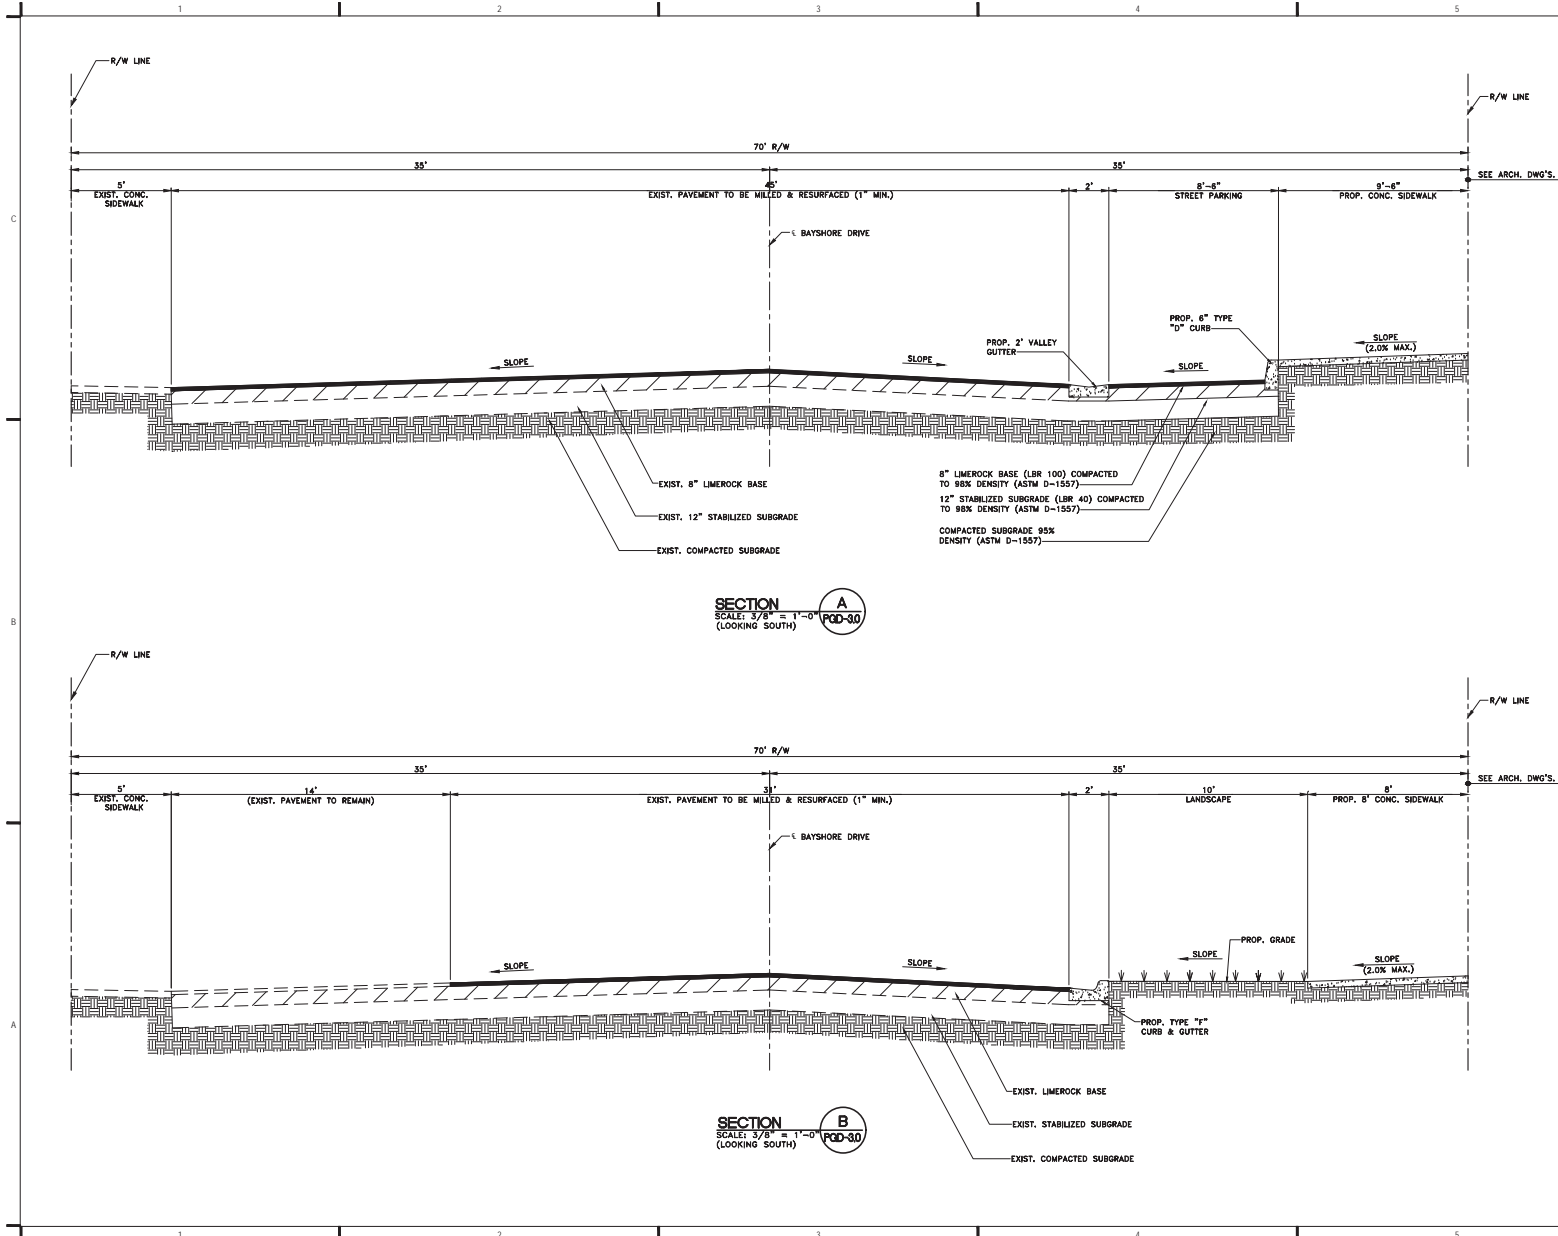 1 2 3 4 5
R/W LINE
R/W LINE
70' R/W
35' 35'
SEE ARCH. DWG'S.
5' 45' 2' 8'-6" 9'-6"
EXIST. CONC. EXIST. PAVEMENT TO BE MILLED & RESURFACED (1" MIN.) STREET PARKING PROP. CONC. SIDEWALK
SIDEWALK
C
℄ BAYSHORE DRIVE
PROP. 6" TYPE
"D" CURB
PROP. 2' VALLEY
GUTTER
SLOPE
(2.0% MAX.)
SLOPE SLOPE SLOPE
8" LIMEROCK BASE (LBR 100) COMPACTED
TO 98% DENSITY (ASTM D-1557)
EXIST. 8" LIMEROCK BASE
12" STABILIZED SUBGRADE (LBR 40) COMPACTED
TO 98% DENSITY (ASTM D-1557)
EXIST. 12" STABILIZED SUBGRADE
COMPACTED SUBGRADE 95%
DENSITY (ASTM D-1557)
EXIST. COMPACTED SUBGRADE
SECTION A
SCALE: 3/8" = 1'-0" PGD-3.0
(LOOKING SOUTH)
B
R/W LINE
R/W LINE
70' R/W
35' 35'
SEE ARCH. DWG'S.
5' 14' 31' 2' 10' 8'
EXIST. CONC. (EXIST. PAVEMENT TO REMAIN) EXIST. PAVEMENT TO BE MILLED & RESURFACED (1" MIN.) LANDSCAPE PROP. 8' CONC. SIDEWALK
SIDEWALK
℄ BAYSHORE DRIVE
PROP. GRADE
SLOPE SLOPE SLOPE SLOPE
(2.0% MAX.)
A
PROP. TYPE "F"
CURB & GUTTER
EXIST. LIMEROCK BASE
EXIST. STABILIZED SUBGRADE
EXIST. COMPACTED SUBGRADE
SECTION B
SCALE: 3/8" = 1'-0" PGD-3.0
(LOOKING SOUTH)
1 2 3 4 5